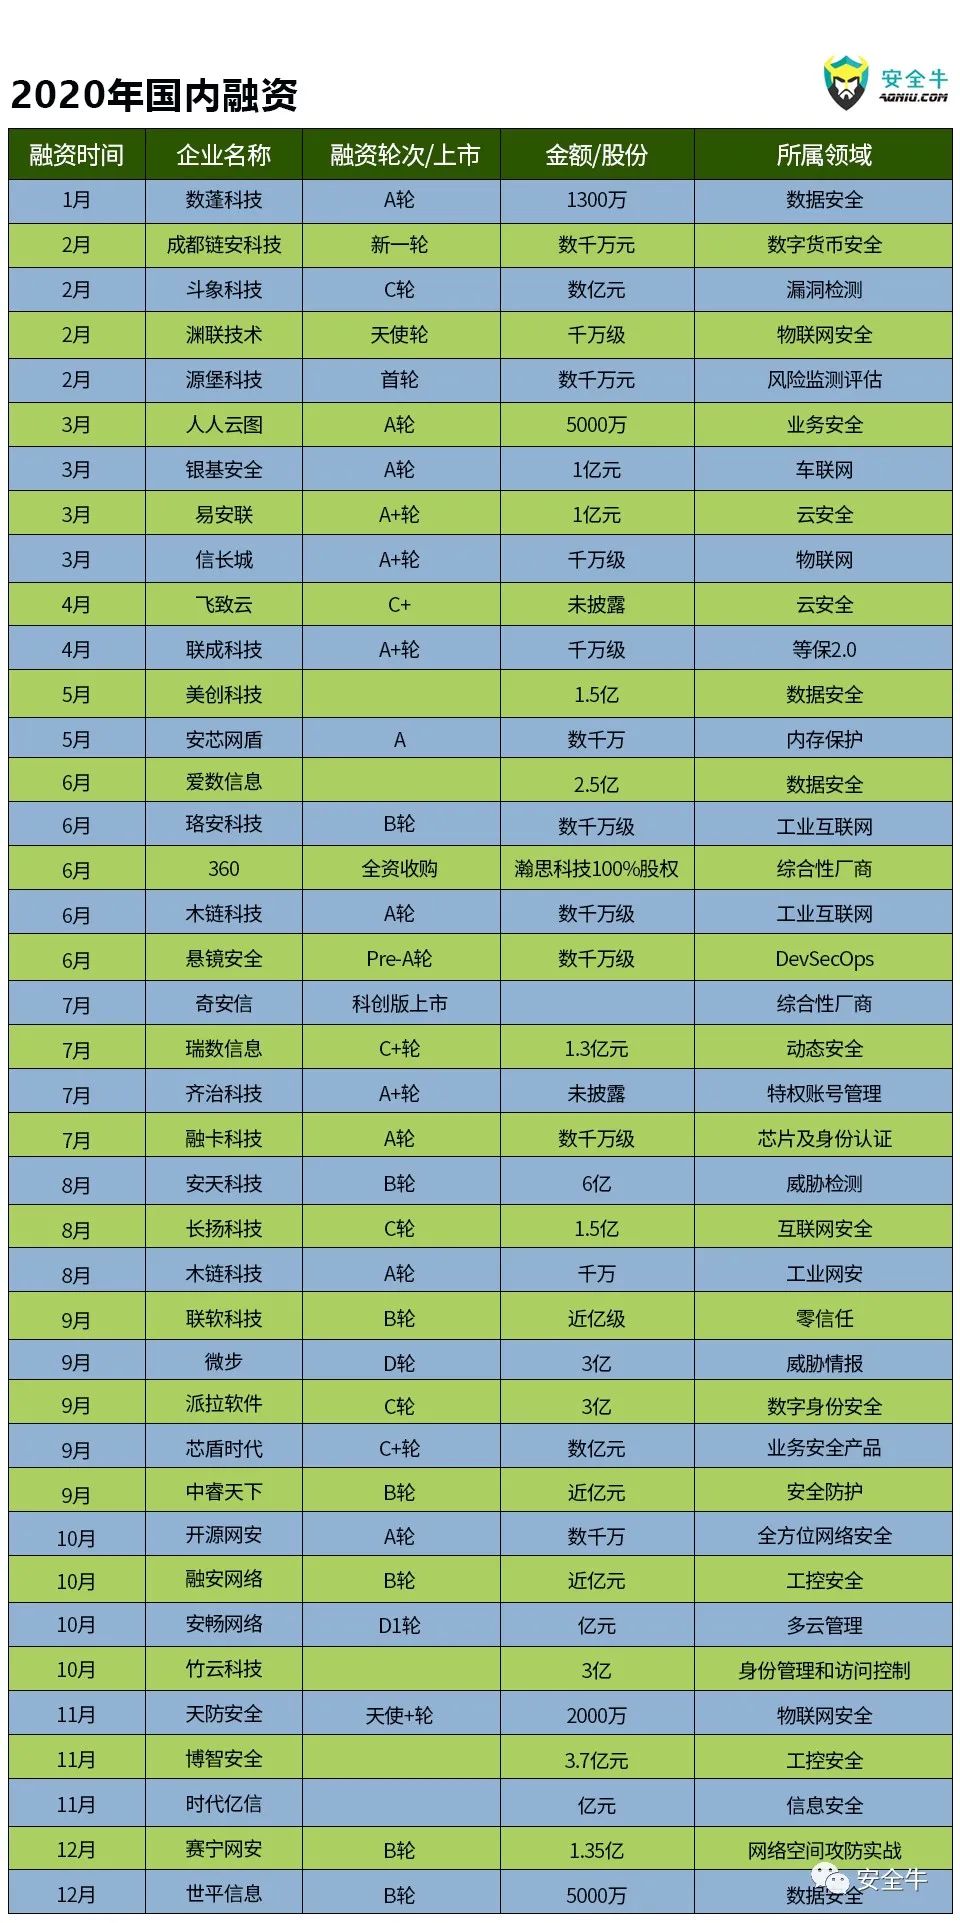 安全牛
AQNIU.COM
2020年国内融资
融资时间 企业名称 融资轮次/上市 金额/股份 所属领域
1月 数蓬科技 A轮 1300万 数据安全
2月 成都链安科技 新一轮 数千万元 数字货币安全
2月 斗象科技 C轮 数亿元 漏洞检测
2月 渊联技术 天使轮 千万级 物联网安全
2月 源堡科技 首轮 数千万元 风险监测评估
3月 人人云图 A轮 5000万 业务安全
3月 银基安全 A轮 1亿元 车联网
3月 易安联 A+轮 1亿元 云安全
3月 信长城 A+轮 千万级 物联网
4月 飞致云 C+ 未披露 云安全
4月 联成科技 A+轮 千万级 等保2.0
5月 美创科技 1.5亿 数据安全
5月 安芯网盾 A 数千万 内存保护
6月 爱数信息 2.5亿 数据安全
6月 珞安科技 B轮 数千万级 工业互联网
6月 360 全资收购 瀚思科技100%股权 综合性厂商
6月 木链科技 A轮 数千万级 工业互联网
6月 悬镜安全 Pre-A轮 数千万级 DevSecOps
7月 奇安信 科创版上市 综合性厂商
7月 瑞数信息 C+轮 1.3亿元 动态安全
7月 齐治科技 A+轮 未披露 特权账号管理
7月 融卡科技 A轮 数千万级 芯片及身份认证
8月 安天科技 B轮 6亿 威胁检测
8月 长扬科技 C轮 1.5亿 互联网安全
8月 木链科技 A轮 千万 工业网安
9月 联软科技 B轮 近亿级 零信任
9月 微步 D轮 3亿 威胁情报
9月 派拉软件 C轮 3亿 数字身份安全
9月 芯盾时代 C+轮 数亿元 业务安全产品
9月 中睿天下 B轮 近亿元 安全防护
10月 开源网安 A轮 数千万 全方位网络安全
10月 融安网络 B轮 近亿元 工控安全
10月 安畅网络 D1轮 亿元 多云管理
10月 竹云科技 3亿 身份管理和访问控制
11月 天防安全 天使+轮 2000万 物联网安全
11月 博智安全 3.7亿元 工控安全
11月 时代亿信 亿元 信息安全
12月 赛宁网安 B轮 1.35亿 网络空间攻防实战
12月 世平信息 B轮 5000万 数据安全
安全牛